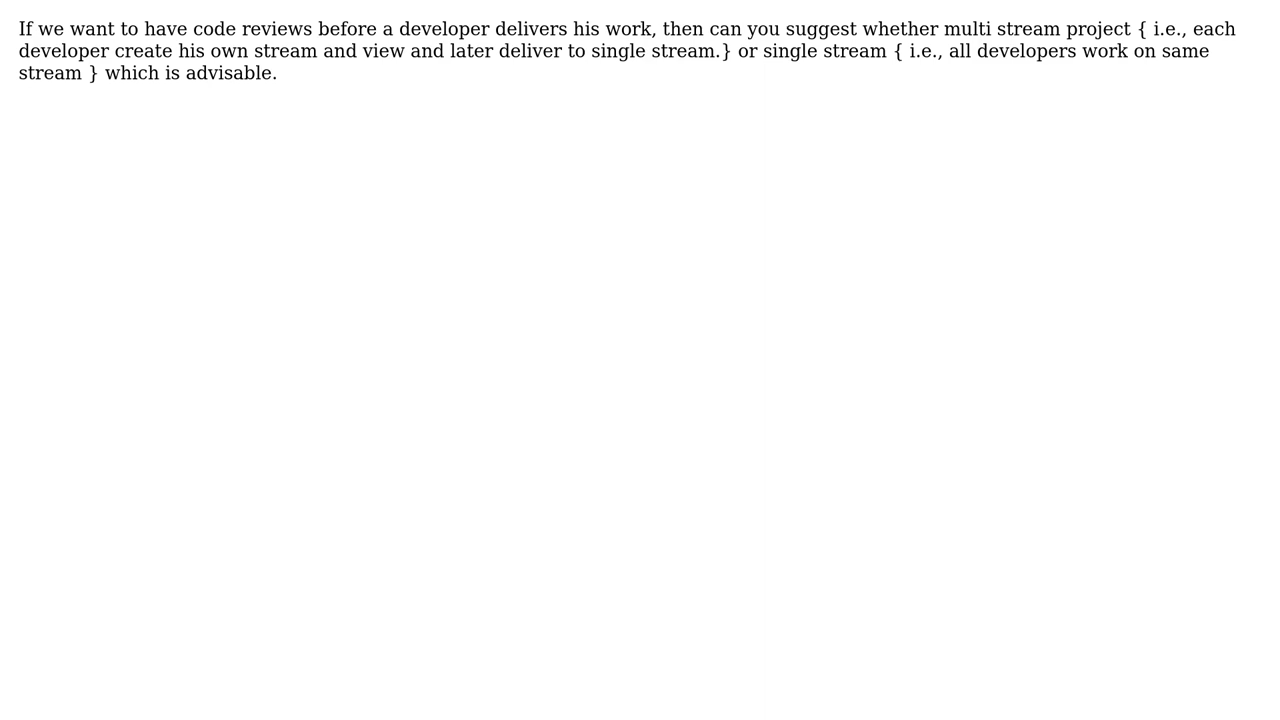 If we want to have code reviews before a developer delivers his work, then can you suggest whether multi stream project { i.e., each
developer create his own stream and view and later deliver to single stream.} or single stream { i.e., all developers work on same
stream } which is advisable.